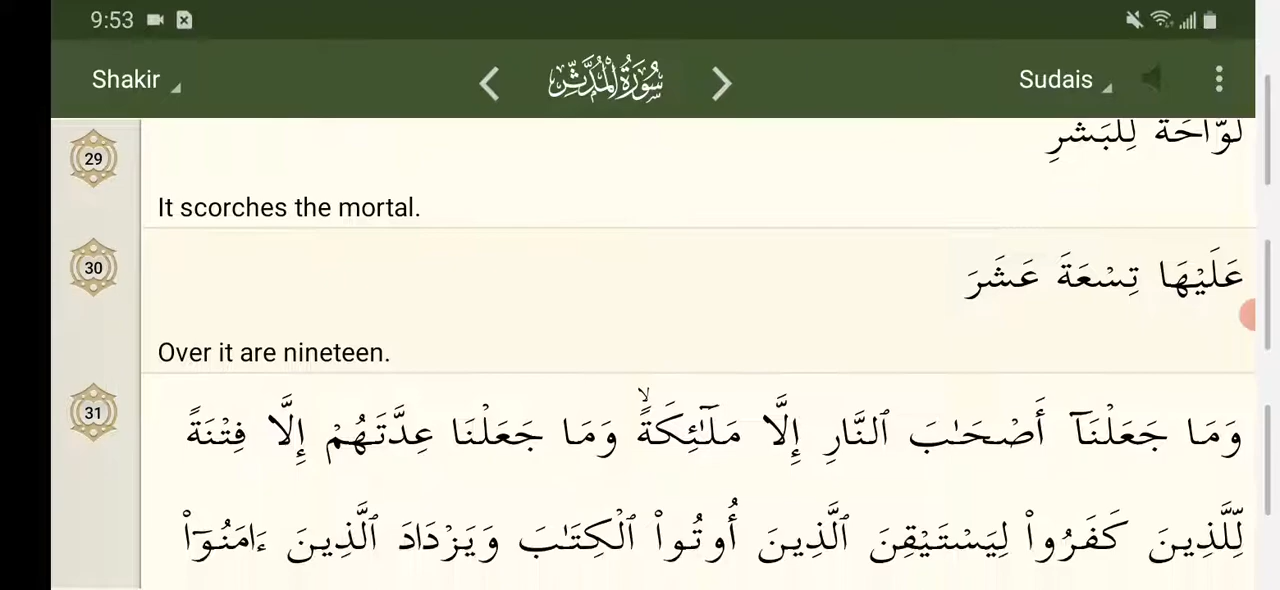 9:53
Shakir
سُورَةُ الْمُدَّثِّرِ
Sudais
29
لَوَّاحَةٌ لِّلْبَشَرِ
It scorches the mortal.
30
عَلَيْهَا تِسْعَةَ عَشَرَ
Over it are nineteen.
31
وَمَا جَعَلْنَآ أَصْحَـٰبَ ٱلنَّارِ إِلَّا مَلَـٰٓئِكَةً ۙ وَمَا جَعَلْنَا عِدَّتَهُمْ إِلَّا فِتْنَةً
لِّلَّذِينَ كَفَرُوا۟ لِيَسْتَيْقِنَ ٱلَّذِينَ أُوتُوا۟ ٱلْكِتَـٰبَ وَيَزْدَادَ ٱلَّذِينَ ءَامَنُوٓا۟